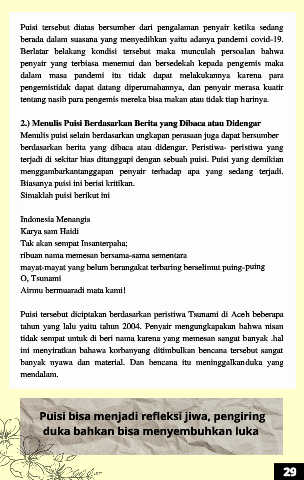 Puisi tersebut diatas bersumber dari pengalaman penyair ketika sedang
berada dalam suasana yang menyedihkan yaitu adanya pandemi covid-19.
Berlatar belakang kondisi tersebut maka munculah persoalan bahwa
penyair yang terbiasa menemui dan bersedekah kepada pengemis maka
dalam masa pandemi itu tidak dapat melakukannya karena para
pengemistidak dapat datang diperumahannya, dan penyair merasa kuatir
tentang nasib para pengemis mereka bisa makan atau tidak tiap harinya.
2.) Menulis Puisi Berdasarkan Berita yang Dibaca atau Didengar
Memulis puisi selain berdasarkan ungkapan perasaan juga dapat bersumber
berdasarkan berita yang dibaca atau didengar. Peristiwa- peristiwa yang
terjadi di sekitar bias ditanggapi dengan sebuah puisi. Puisi yang demikian
menggambarkantanggapan penyair terhadap apa yang sedang terjadi.
Biasanya puisi ini berisi kritikan.
Simaklah puisi berikut ini
Indonesia Menangis
Karya sam Haidi
Tak akan sempat Insanterpaha;
ribuan nama memesan bersama-sama sementara
mayat-mayat yang belum berangakat terbaring berselimut puing-puing
O, Tsunami
Airmu bermuaradi mata kami!
Puisi tersebut diciptakan berdasarkan peristiwa Tsunami di Aceh beberapa
tahun yang lalu yaitu tahun 2004. Penyair mengungkapakan bahwa nisan
tidak sempat untuk di beri nama karena yang memesan sangat banyak .hal
ini menyiratkan bahawa korbanyang ditimbulkan bencana tersebut sangat
banyak nyawa dan material. Dan bencana itu meninggalkanduka yang
mendalam.
Puisi bisa menjadi refleksi jiwa, pengiring
duka bahkan bisa menyembuhkan luka
29